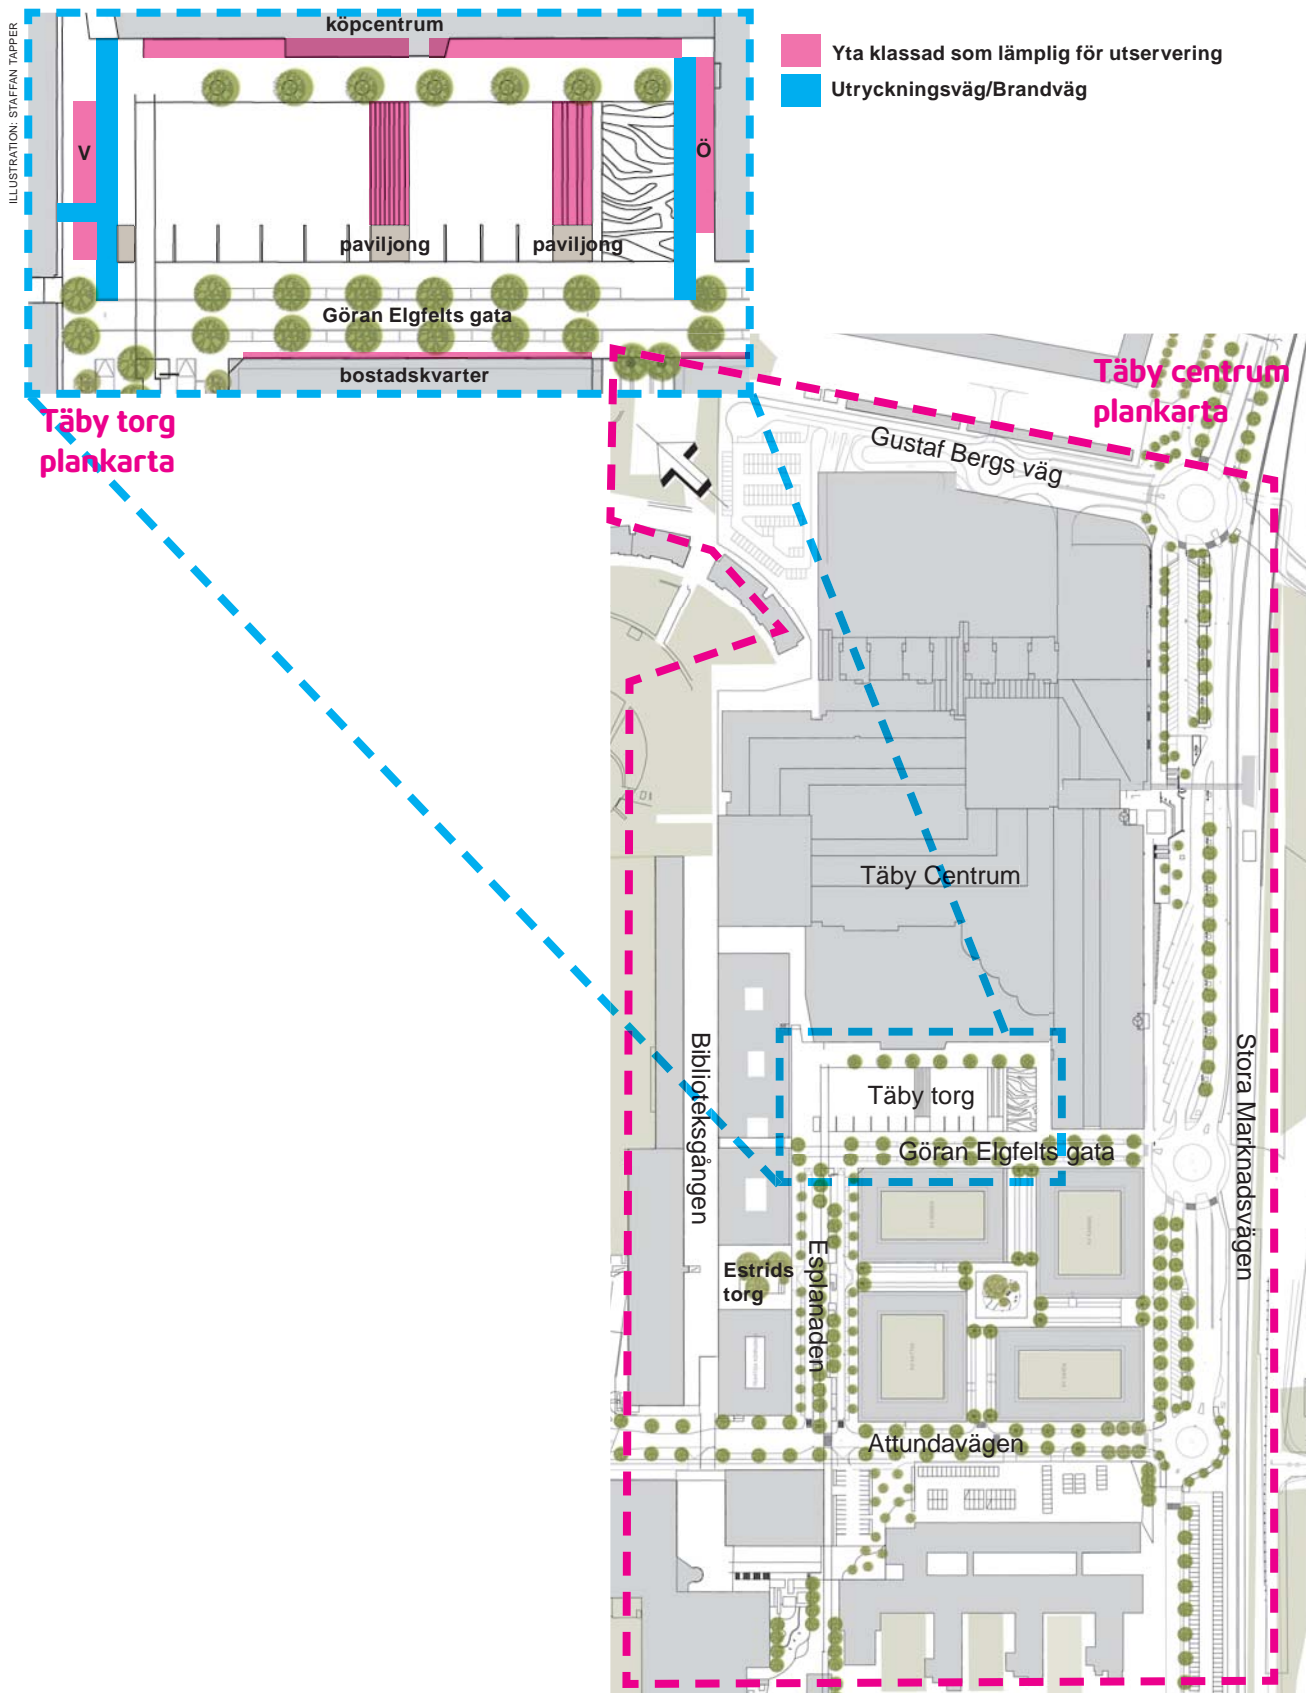 ILLUSTRATION: STAFFAN TAPPER
köpcentrum
Yta klassad som lämplig för utservering
Utryckningsväg/Brandväg
V
Ö
paviljong
paviljong
Göran Elgfelts gata
bostadskvarter
Täby torg
plankarta
Täby centrum
plankarta
Gustaf Bergs väg
Täby Centrum
Biblioteksgången
Stora Marknadsvägen
Täby torg
Göran Elgfelts gata
Esplanaden
Estrids
torg
Attundavägen